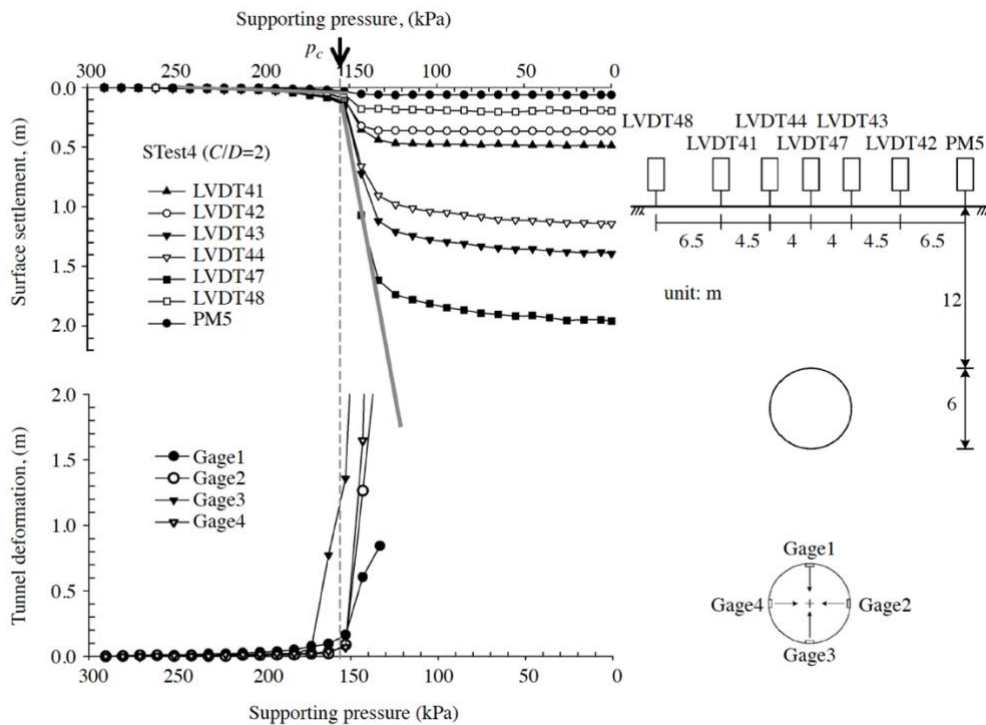 Supporting pressure, (kPa)
p_c
300 250 200 150 100 50 0
0.0
0.5
1.0
1.5
2.0
Surface settlement, (m)
STest4 (C/D=2)
LVDT41
LVDT42
LVDT43
LVDT44
LVDT47
LVDT48
PM5
2.0
1.5
1.0
0.5
0.0
Tunnel deformation, (m)
Gage1
Gage2
Gage3
Gage4
300 250 200 150 100 50 0
Supporting pressure (kPa)
LVDT44 LVDT43
LVDT48 LVDT41 LVDT47 LVDT42 PM5
6.5 4.5 4 4 4.5 6.5
unit: m
12
6
Gage1
Gage4 Gage2
Gage3